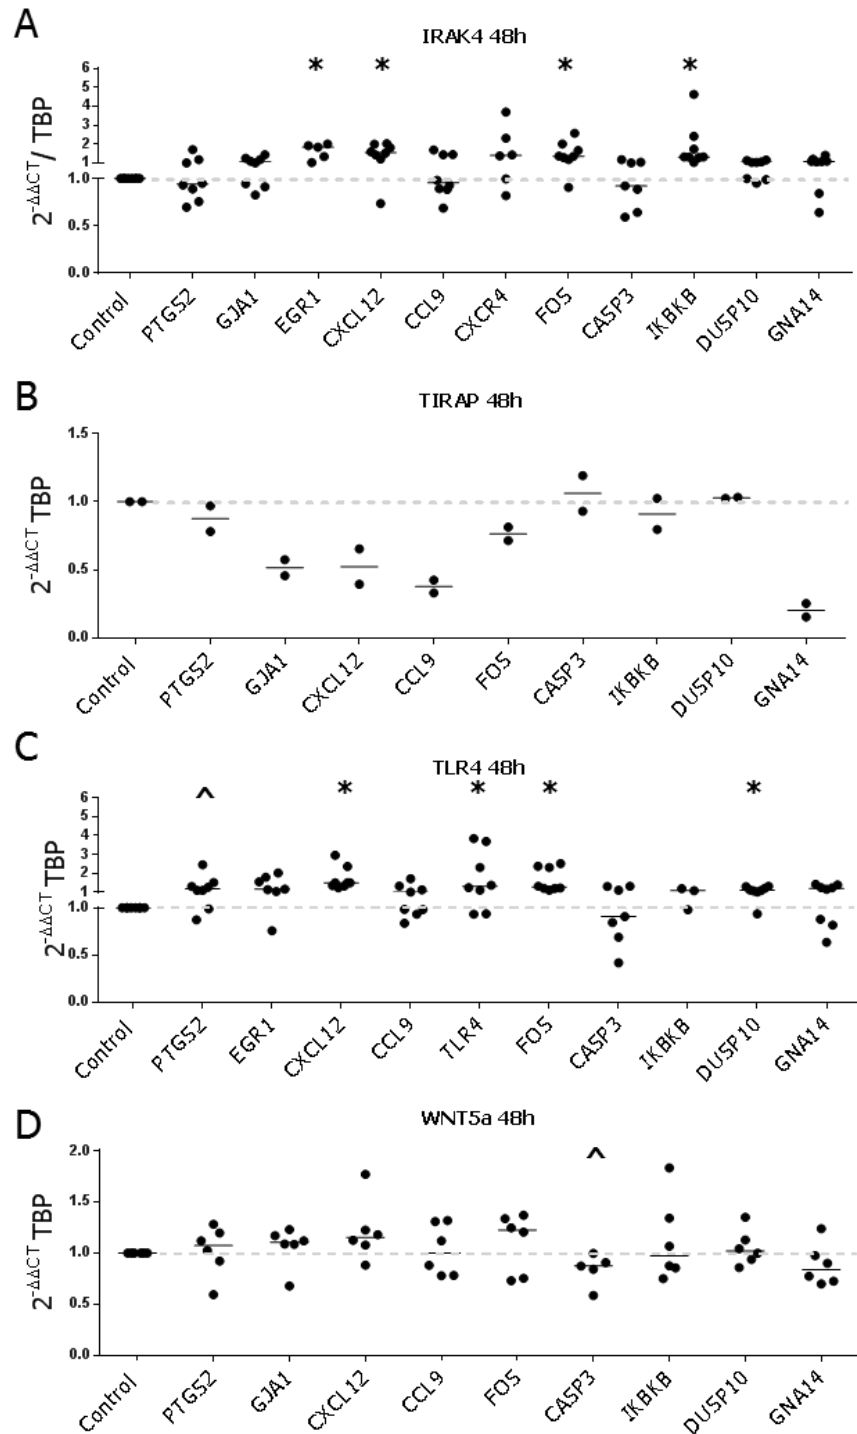 A
IRAK4 48h
* * * *
2^-ΔΔCT/ TBP
6
5
4
3
2
1
1.0
0.5
0.0
Control PTGS2 GJA1 EGR1 CXCL12 CCL9 CXCR4 FOS CASP3 IKBKB DUSP10 GNA14
B
TIRAP 48h
2^-ΔΔCT TBP
1.5
1.0
0.5
0.0
Control PTGS2 GJA1 CXCL12 CCL9 FOS CASP3 IKBKB DUSP10 GNA14
C
TLR4 48h
^ * * * *
2^-ΔΔCT TBP
6
5
4
3
2
1
1.0
0.5
0.0
Control PTGS2 EGR1 CXCL12 CCL9 TLR4 FOS CASP3 IKBKB DUSP10 GNA14
D
WNT5a 48h
^
2^-ΔΔCT TBP
2.0
1.5
1.0
0.5
0.0
Control PTGS2 GJA1 CXCL12 CCL9 FOS CASP3 IKBKB DUSP10 GNA14